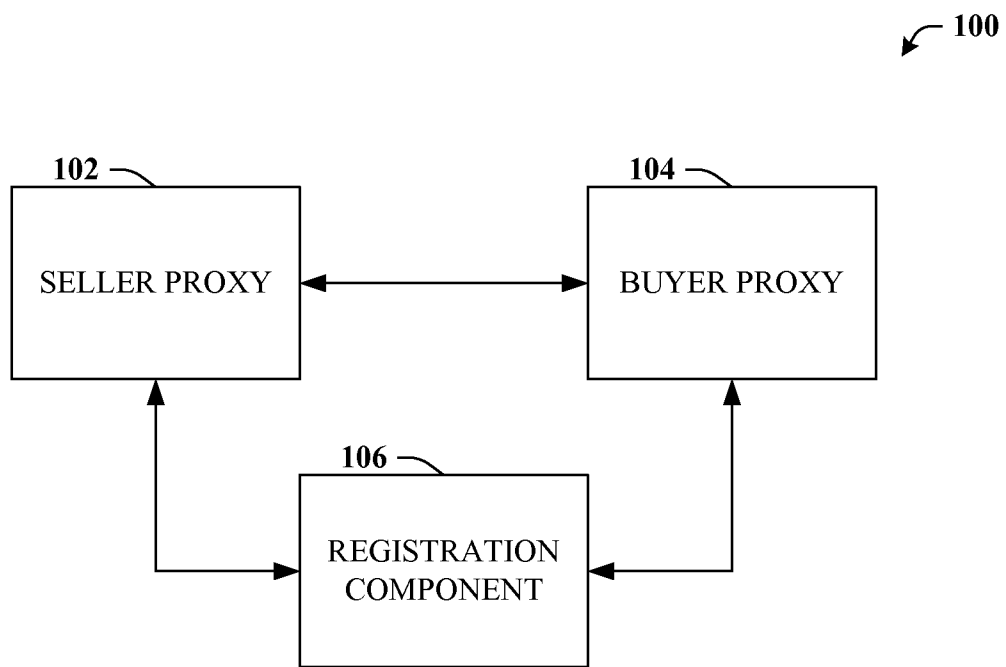 100
102
104
SELLER PROXY
BUYER PROXY
106
REGISTRATION
COMPONENT